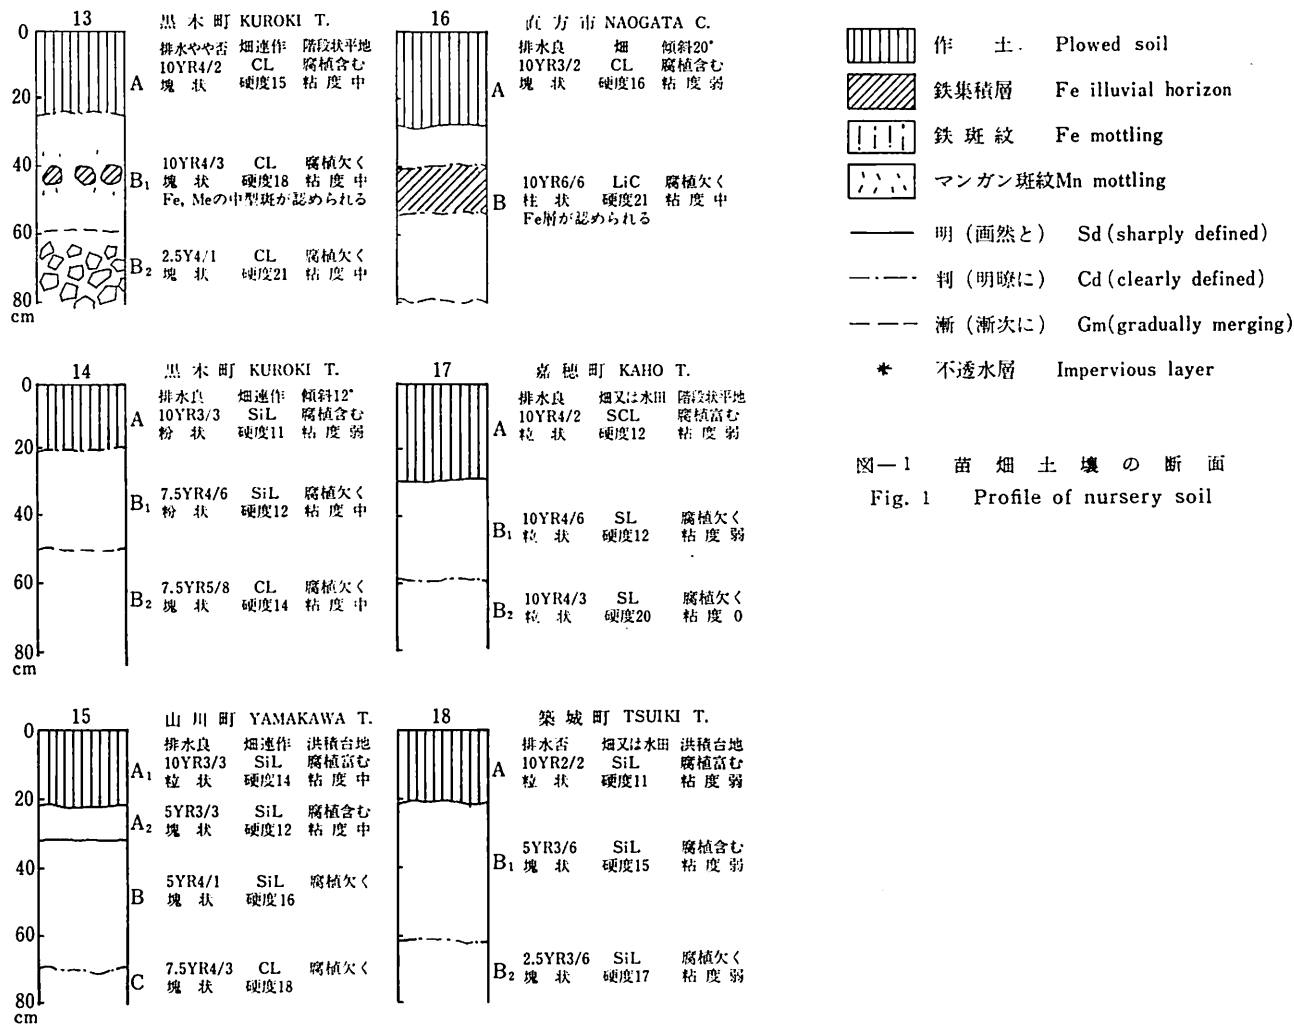 13 黒木町 KUROKI T.
0
排水やや否 畑連作 階段状平地
A 10YR4/2 CL 腐植含む
塊状 硬度15 粘度中
20
40
B₁ 10YR4/3 CL 腐植欠く
塊状 硬度18 粘度中
Fe, Meの中型斑が認められる
60
B₂ 2.5Y4/1 CL 腐植欠く
塊状 硬度21 粘度中
80
cm
14 黒木町 KUROKI T.
0
排水良 畑連作 傾斜12°
A 10YR3/3 SiL 腐植含む
粉状 硬度11 粘度弱
20
B₁ 7.5YR4/6 SiL 腐植欠く
粉状 硬度12 粘度中
40
60
B₂ 7.5YR5/8 CL 腐植欠く
塊状 硬度14 粘度中
80
cm
15 山川町 YAMAKAWA T.
0
排水良 畑連作 洪積台地
A₁ 10YR3/3 SiL 腐植富む
粒状 硬度14 粘度中
20
A₂ 5YR3/3 SiL 腐植含む
塊状 硬度12 粘度中
40
B 5YR4/1 SiL 腐植欠く
塊状 硬度16
60
C 7.5YR4/3 CL 腐植欠く
塊状 硬度18
80
cm
16 直方市 NAOGATA C.
排水良 畑 傾斜20°
A 10YR3/2 CL 腐植含む
塊状 硬度16 粘度弱
B 10YR6/6 LiC 腐植欠く
柱状 硬度21 粘度中
Fe層が認められる
17 嘉穂町 KAHO T.
排水良 畑又は水田 階段状平地
A 10YR4/2 SCL 腐植富む
粒状 硬度12 粘度弱
B₁ 10YR4/6 SL 腐植欠く
粒状 硬度12 粘度弱
B₂ 10YR4/3 SL 腐植欠く
粒状 硬度20 粘度0
18 築城町 TSUIKI T.
排水否 畑又は水田 洪積台地
A 10YR2/2 SiL 腐植富む
粒状 硬度11 粘度弱
B₁ 5YR3/6 SiL 腐植含む
塊状 硬度15 粘度弱
B₂ 2.5YR3/6 SiL 腐植欠く
塊状 硬度17 粘度弱
作土 Plowed soil
鉄集積層 Fe illuvial horizon
鉄斑紋 Fe mottling
マンガン斑紋 Mn mottling
明(画然と) Sd(sharply defined)
判(明瞭に) Cd(clearly defined)
漸(漸次に) Gm(gradually merging)
* 不透水層 Impervious layer
図—1 苗畑土壌の断面
Fig. 1 Profile of nursery soil